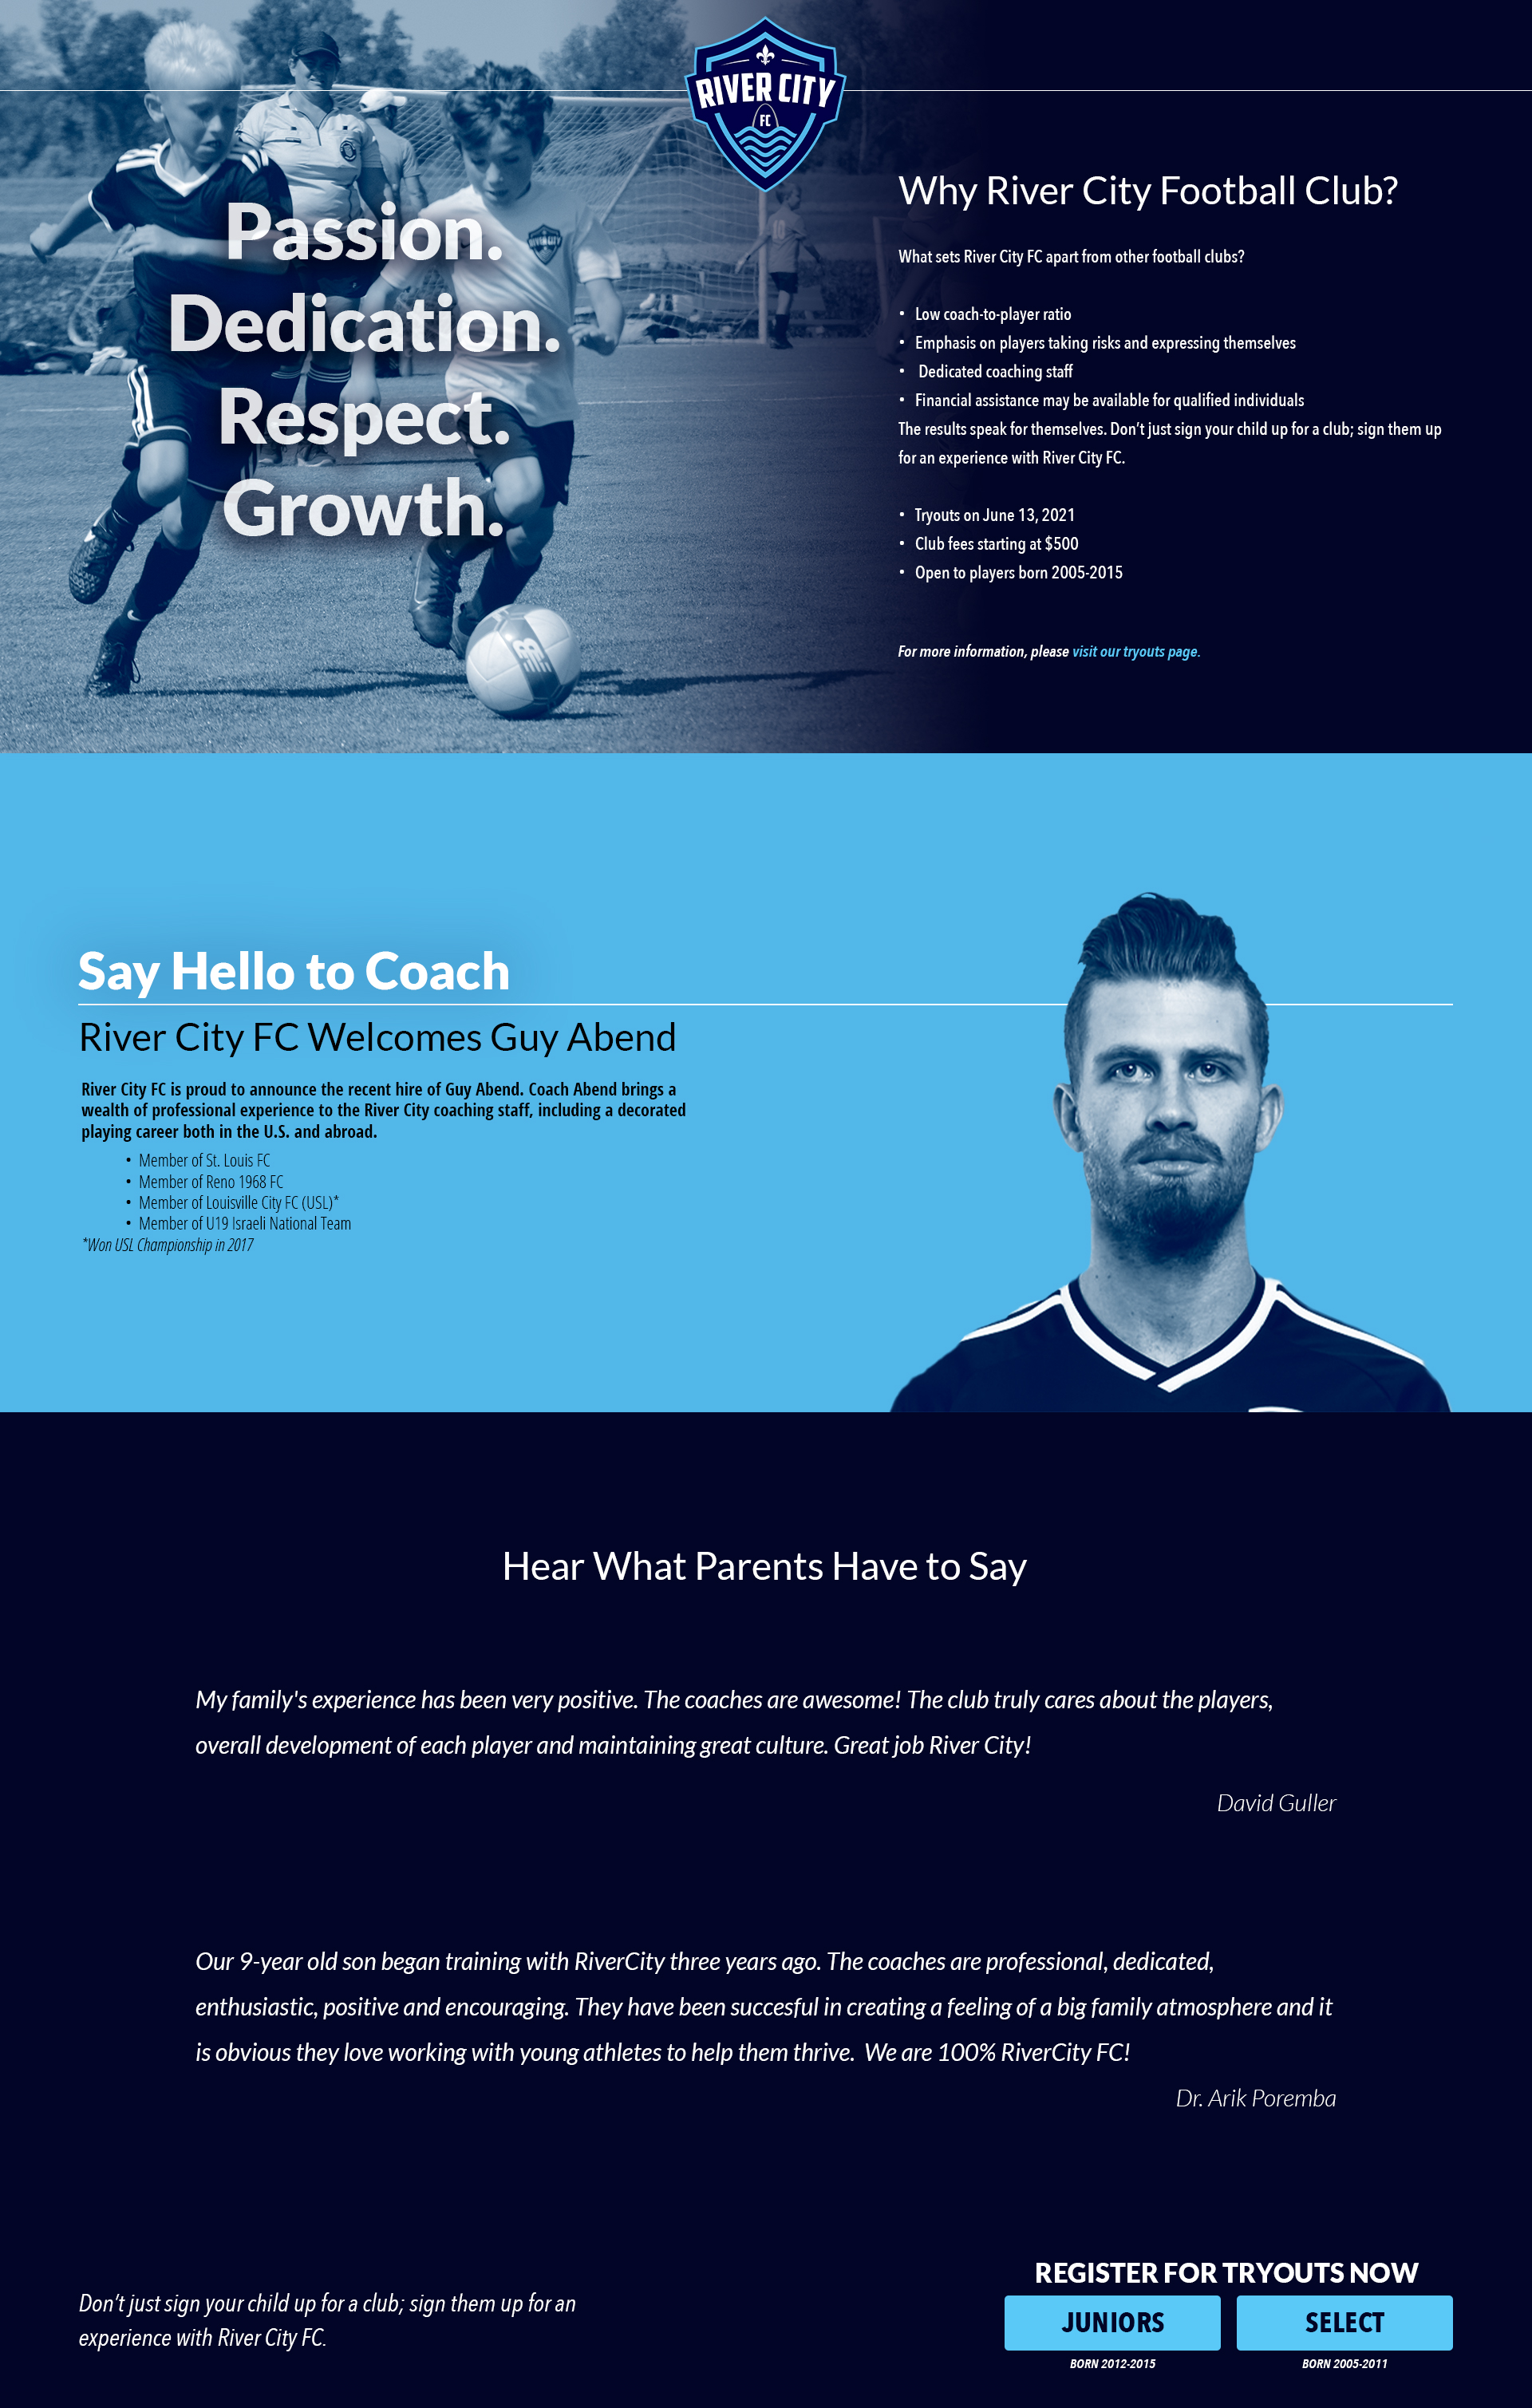 RIVER CITY
FC
Passion.
Dedication.
Respect.
Growth.
Why River City Football Club?
What sets River City FC apart from other football clubs?
• Low coach-to-player ratio
• Emphasis on players taking risks and expressing themselves
• Dedicated coaching staff
• Financial assistance may be available for qualified individuals
The results speak for themselves. Don’t just sign your child up for a club; sign them up
for an experience with River City FC.
• Tryouts on June 13, 2021
• Club fees starting at $500
• Open to players born 2005-2015
For more information, please visit our tryouts page.
Say Hello to Coach
River City FC Welcomes Guy Abend
River City FC is proud to announce the recent hire of Guy Abend. Coach Abend brings a
wealth of professional experience to the River City coaching staff, including a decorated
playing career both in the U.S. and abroad.
• Member of St. Louis FC
• Member of Reno 1968 FC
• Member of Louisville City FC (USL)*
• Member of U19 Israeli National Team
*Won USL Championship in 2017
Hear What Parents Have to Say
My family's experience has been very positive. The coaches are awesome! The club truly cares about the players,
overall development of each player and maintaining great culture. Great job River City!
David Guller
Our 9-year old son began training with RiverCity three years ago. The coaches are professional, dedicated,
enthusiastic, positive and encouraging. They have been succesful in creating a feeling of a big family atmosphere and it
is obvious they love working with young athletes to help them thrive.  We are 100% RiverCity FC!
Dr. Arik Poremba
Don’t just sign your child up for a club; sign them up for an
experience with River City FC.
REGISTER FOR TRYOUTS NOW
JUNIORS
SELECT
BORN 2012-2015
BORN 2005-2011